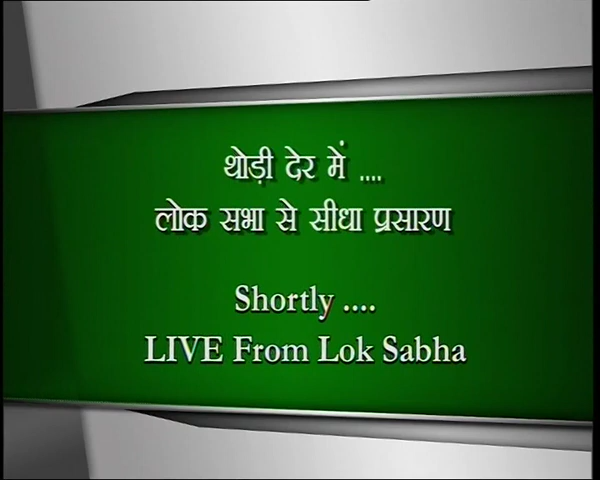 थोड़ी देर में ....
लोक सभा से सीधा प्रसारण
Shortly ....
LIVE From Lok Sabha